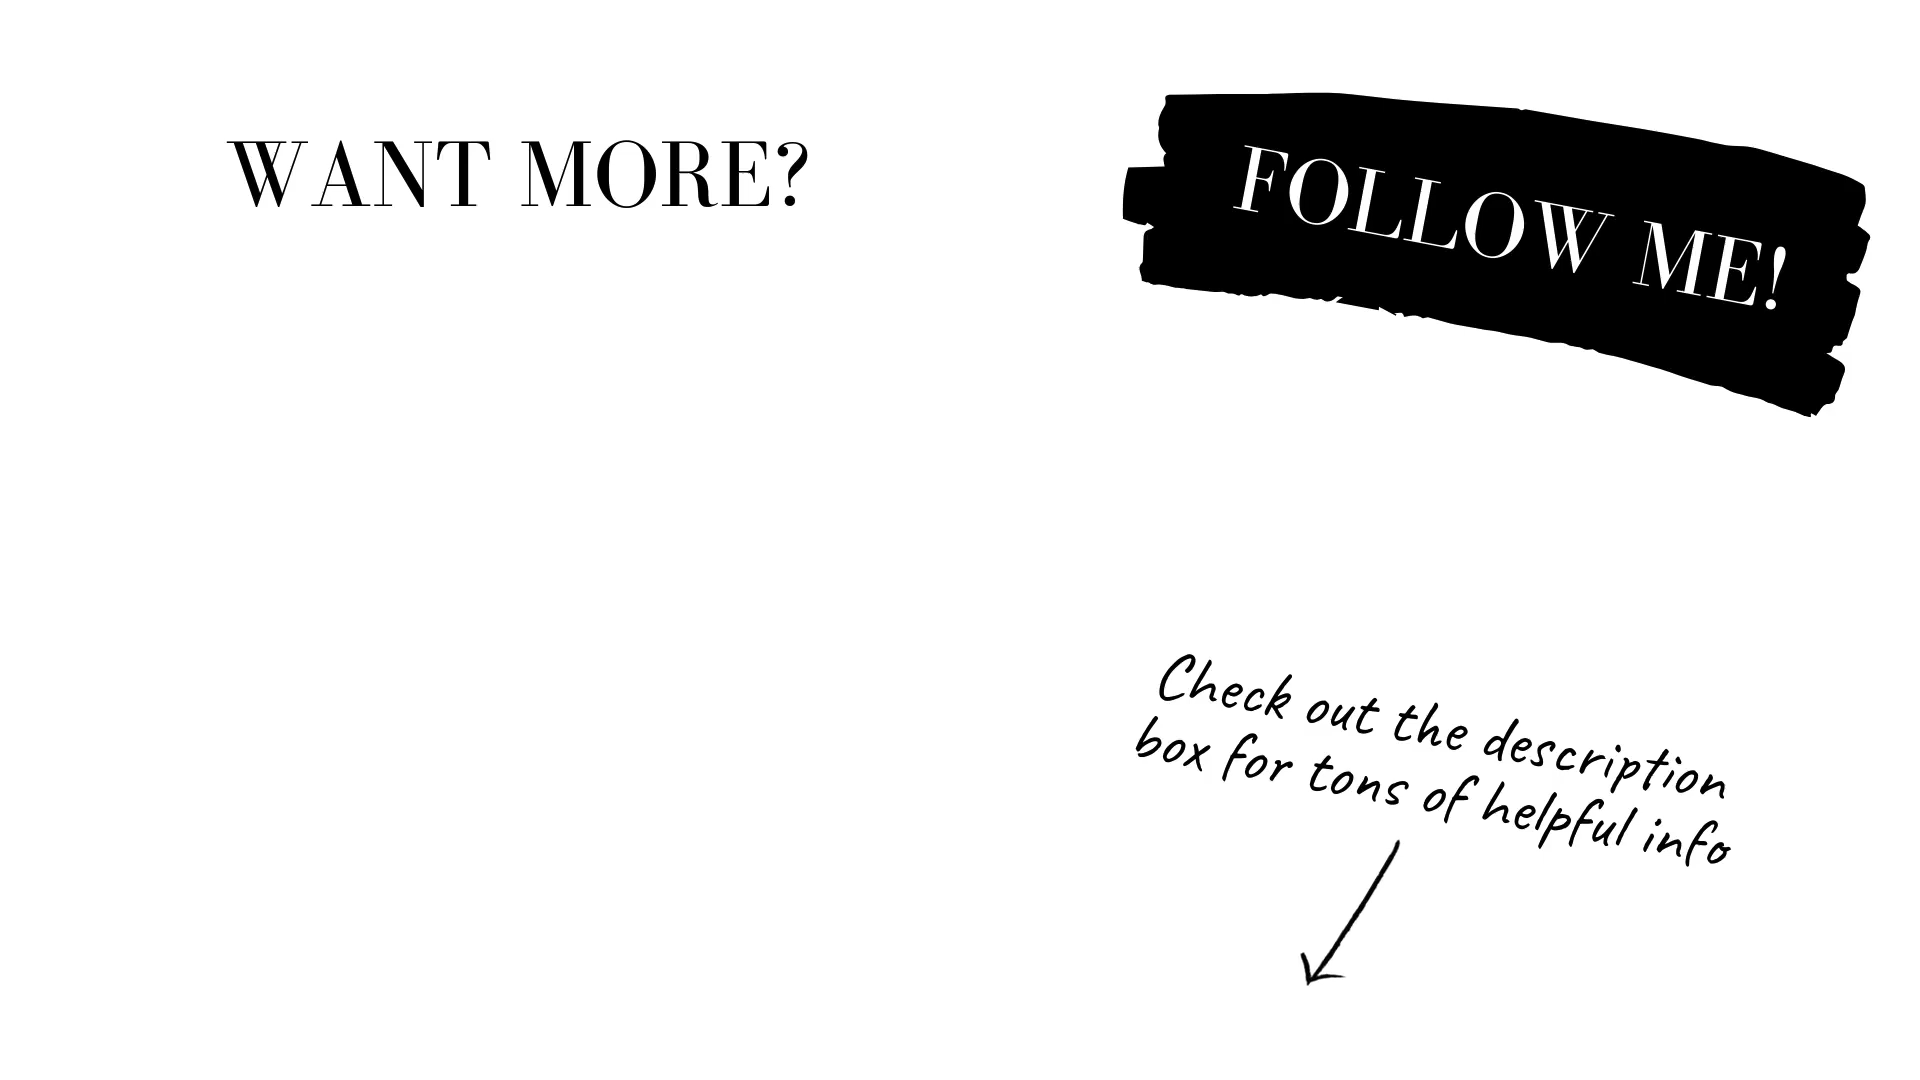 WANT MORE?
FOLLOW ME!
Check out the description
box for tons of helpful info